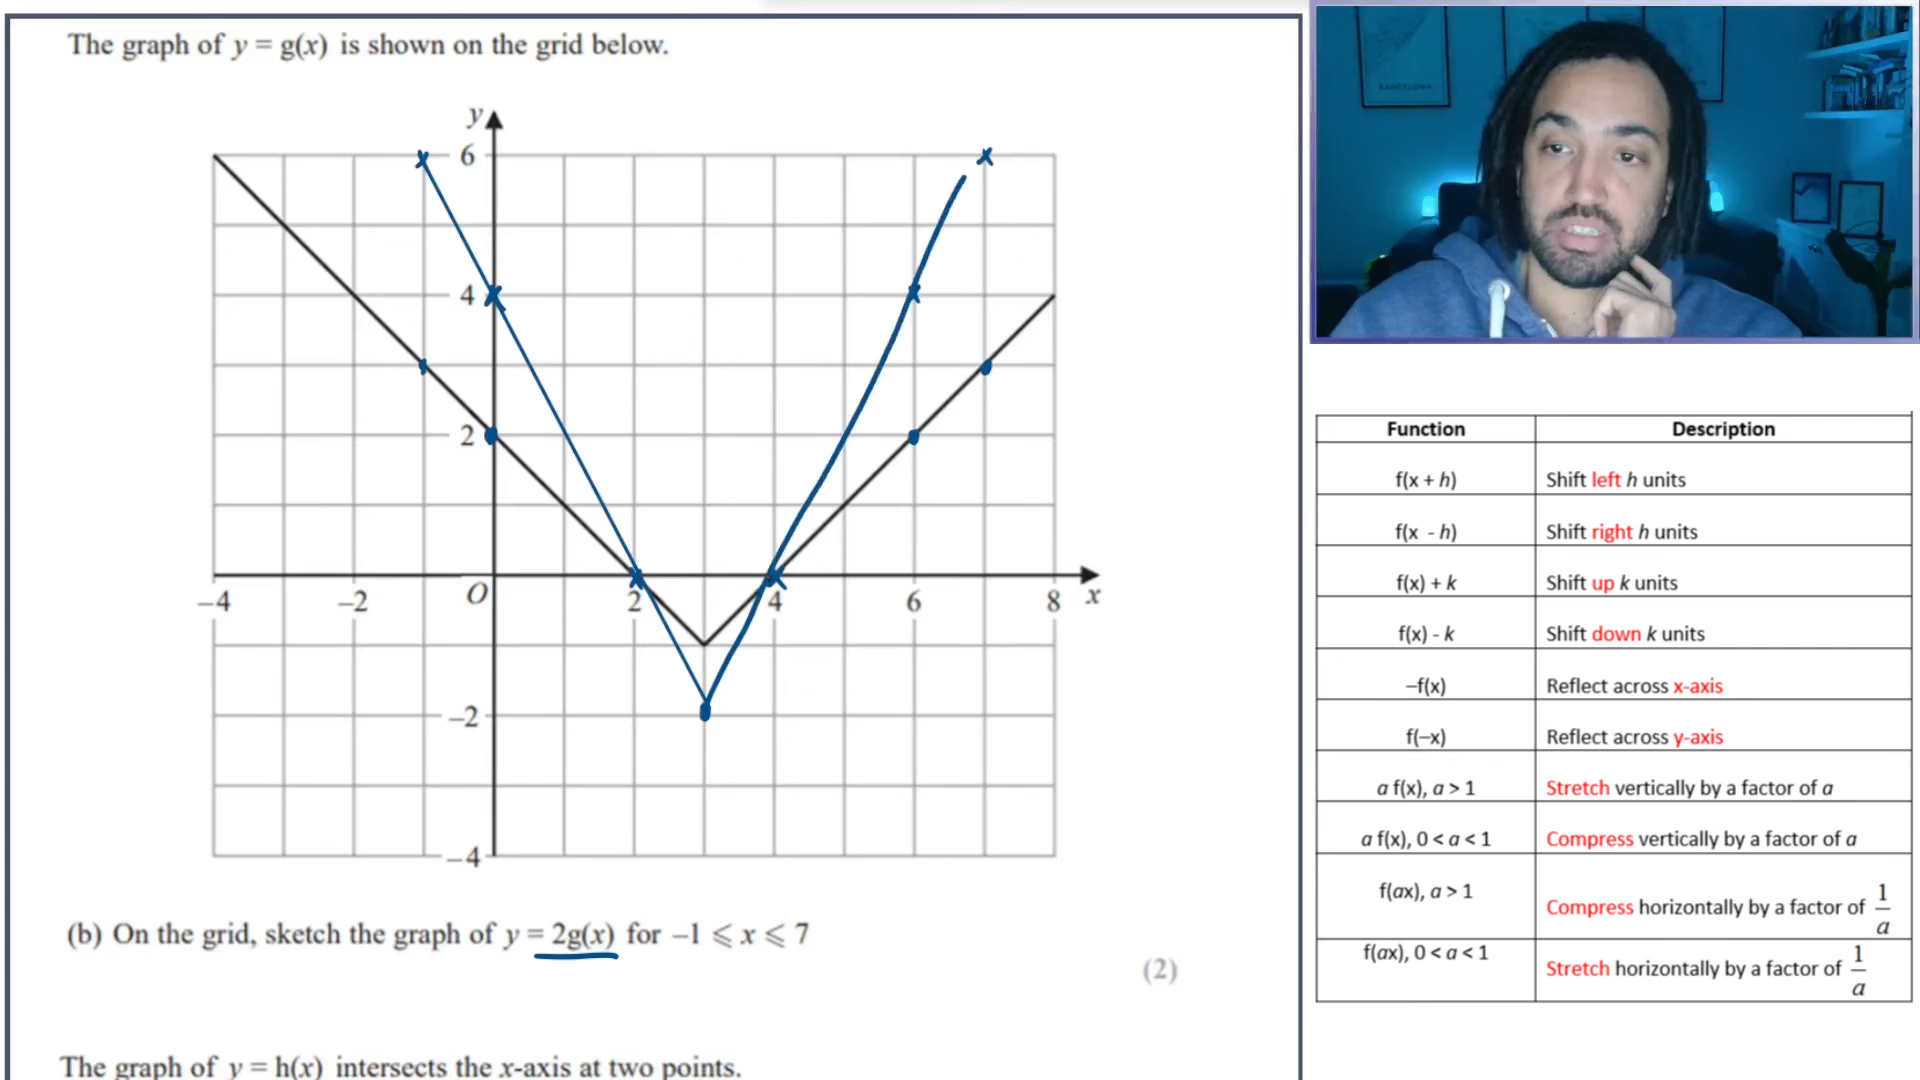 The graph of y = g(x) is shown on the grid below.
y
6
4
2
−4 −2 O 2 4 6 8 x
−2
−4
(b) On the grid, sketch the graph of y = 2g(x) for −1 ⩽ x ⩽ 7
(2)
The graph of y = h(x) intersects the x-axis at two points.
BARCELONA
Function Description
f(x + h) Shift left h units
f(x - h) Shift right h units
f(x) + k Shift up k units
f(x) - k Shift down k units
−f(x) Reflect across x-axis
f(−x) Reflect across y-axis
a f(x), a > 1 Stretch vertically by a factor of a
a f(x), 0 < a < 1 Compress vertically by a factor of a
f(ax), a > 1 Compress horizontally by a factor of 1/a
f(ax), 0 < a < 1 Stretch horizontally by a factor of 1/a